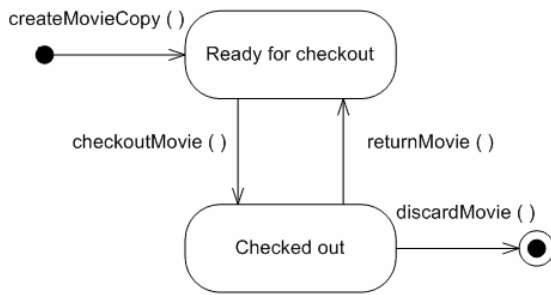 createMovieCopy ( )
Ready for checkout
checkoutMovie ( )
returnMovie ( )
discardMovie ( )
Checked out